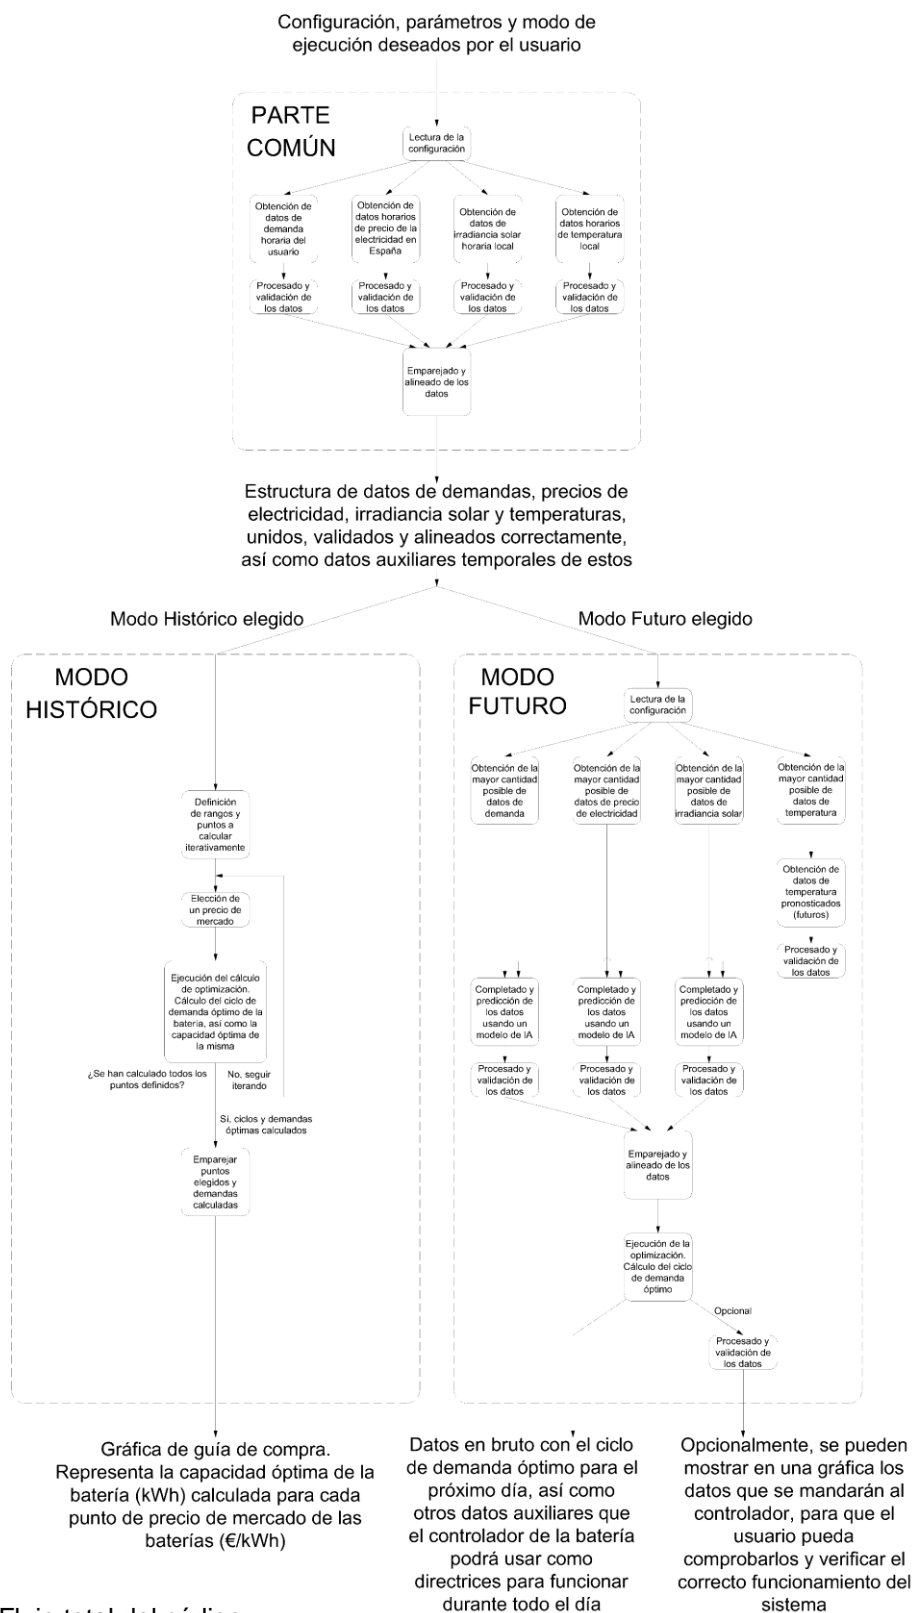 Configuración, parámetros y modo de
ejecución deseados por el usuario
PARTE
COMÚN
Lectura de la
configuración
Obtención de
datos de
demanda
horaria del
usuario
Obtención de
datos horarios
de precio de la
electricidad en
España
Obtención de
datos de
irradiancia solar
horaria local
Obtención de
datos horarios
de temperatura
local
Procesado y
validación de
los datos
Procesado y
validación de
los datos
Procesado y
validación de
los datos
Procesado y
validación de
los datos
Emparejado y
alineado de los
datos
Estructura de datos de demandas, precios de
electricidad, irradiancia solar y temperaturas,
unidos, validados y alineados correctamente,
así como datos auxiliares temporales de estos
Modo Histórico elegido
Modo Futuro elegido
MODO
HISTÓRICO
Definición
de rangos y
puntos a
calcular
iterativamente
Elección de
un precio de
mercado
Ejecución del cálculo
de optimización.
Cálculo del ciclo de
demanda óptimo de la
batería, así como la
capacidad óptima de
la misma
¿Se han calculado todos los
puntos definidos?
No, seguir
iterando
Sí, ciclos y demandas
óptimas calculados
Emparejar
puntos
elegidos y
demandas
calculadas
MODO
FUTURO
Lectura de la
configuración
Obtención de la
mayor cantidad
posible de
datos de
demanda
Obtención de la
mayor cantidad
posible de
datos de precio
de electricidad
Obtención de la
mayor cantidad
posible de
datos de
irradiancia solar
Obtención de la
mayor cantidad
posible de
datos de
temperatura
Obtención de
datos de
temperatura
pronosticados
(futuros)
Procesado y
validación de
los datos
Completado y
predicción de
los datos
usando un
modelo de IA
Completado y
predicción de
los datos
usando un
modelo de IA
Completado y
predicción de
los datos
usando un
modelo de IA
Procesado y
validación de
los datos
Procesado y
validación de
los datos
Procesado y
validación de
los datos
Emparejado y
alineado de los
datos
Ejecución de la
optimización.
Cálculo del ciclo
de demanda
óptimo
Opcional
Procesado y
validación de
los datos
Gráfica de guía de compra.
Representa la capacidad óptima de la
batería (kWh) calculada para cada
punto de precio de mercado de las
baterías (€/kWh)
Datos en bruto con el ciclo
de demanda óptimo para el
próximo día, así como
otros datos auxiliares que
el controlador de la batería
podrá usar como
directrices para funcionar
durante todo el día
Opcionalmente, se pueden
mostrar en una gráfica los
datos que se mandarán al
controlador, para que el
usuario pueda
comprobarlos y verificar el
correcto funcionamiento del
sistema